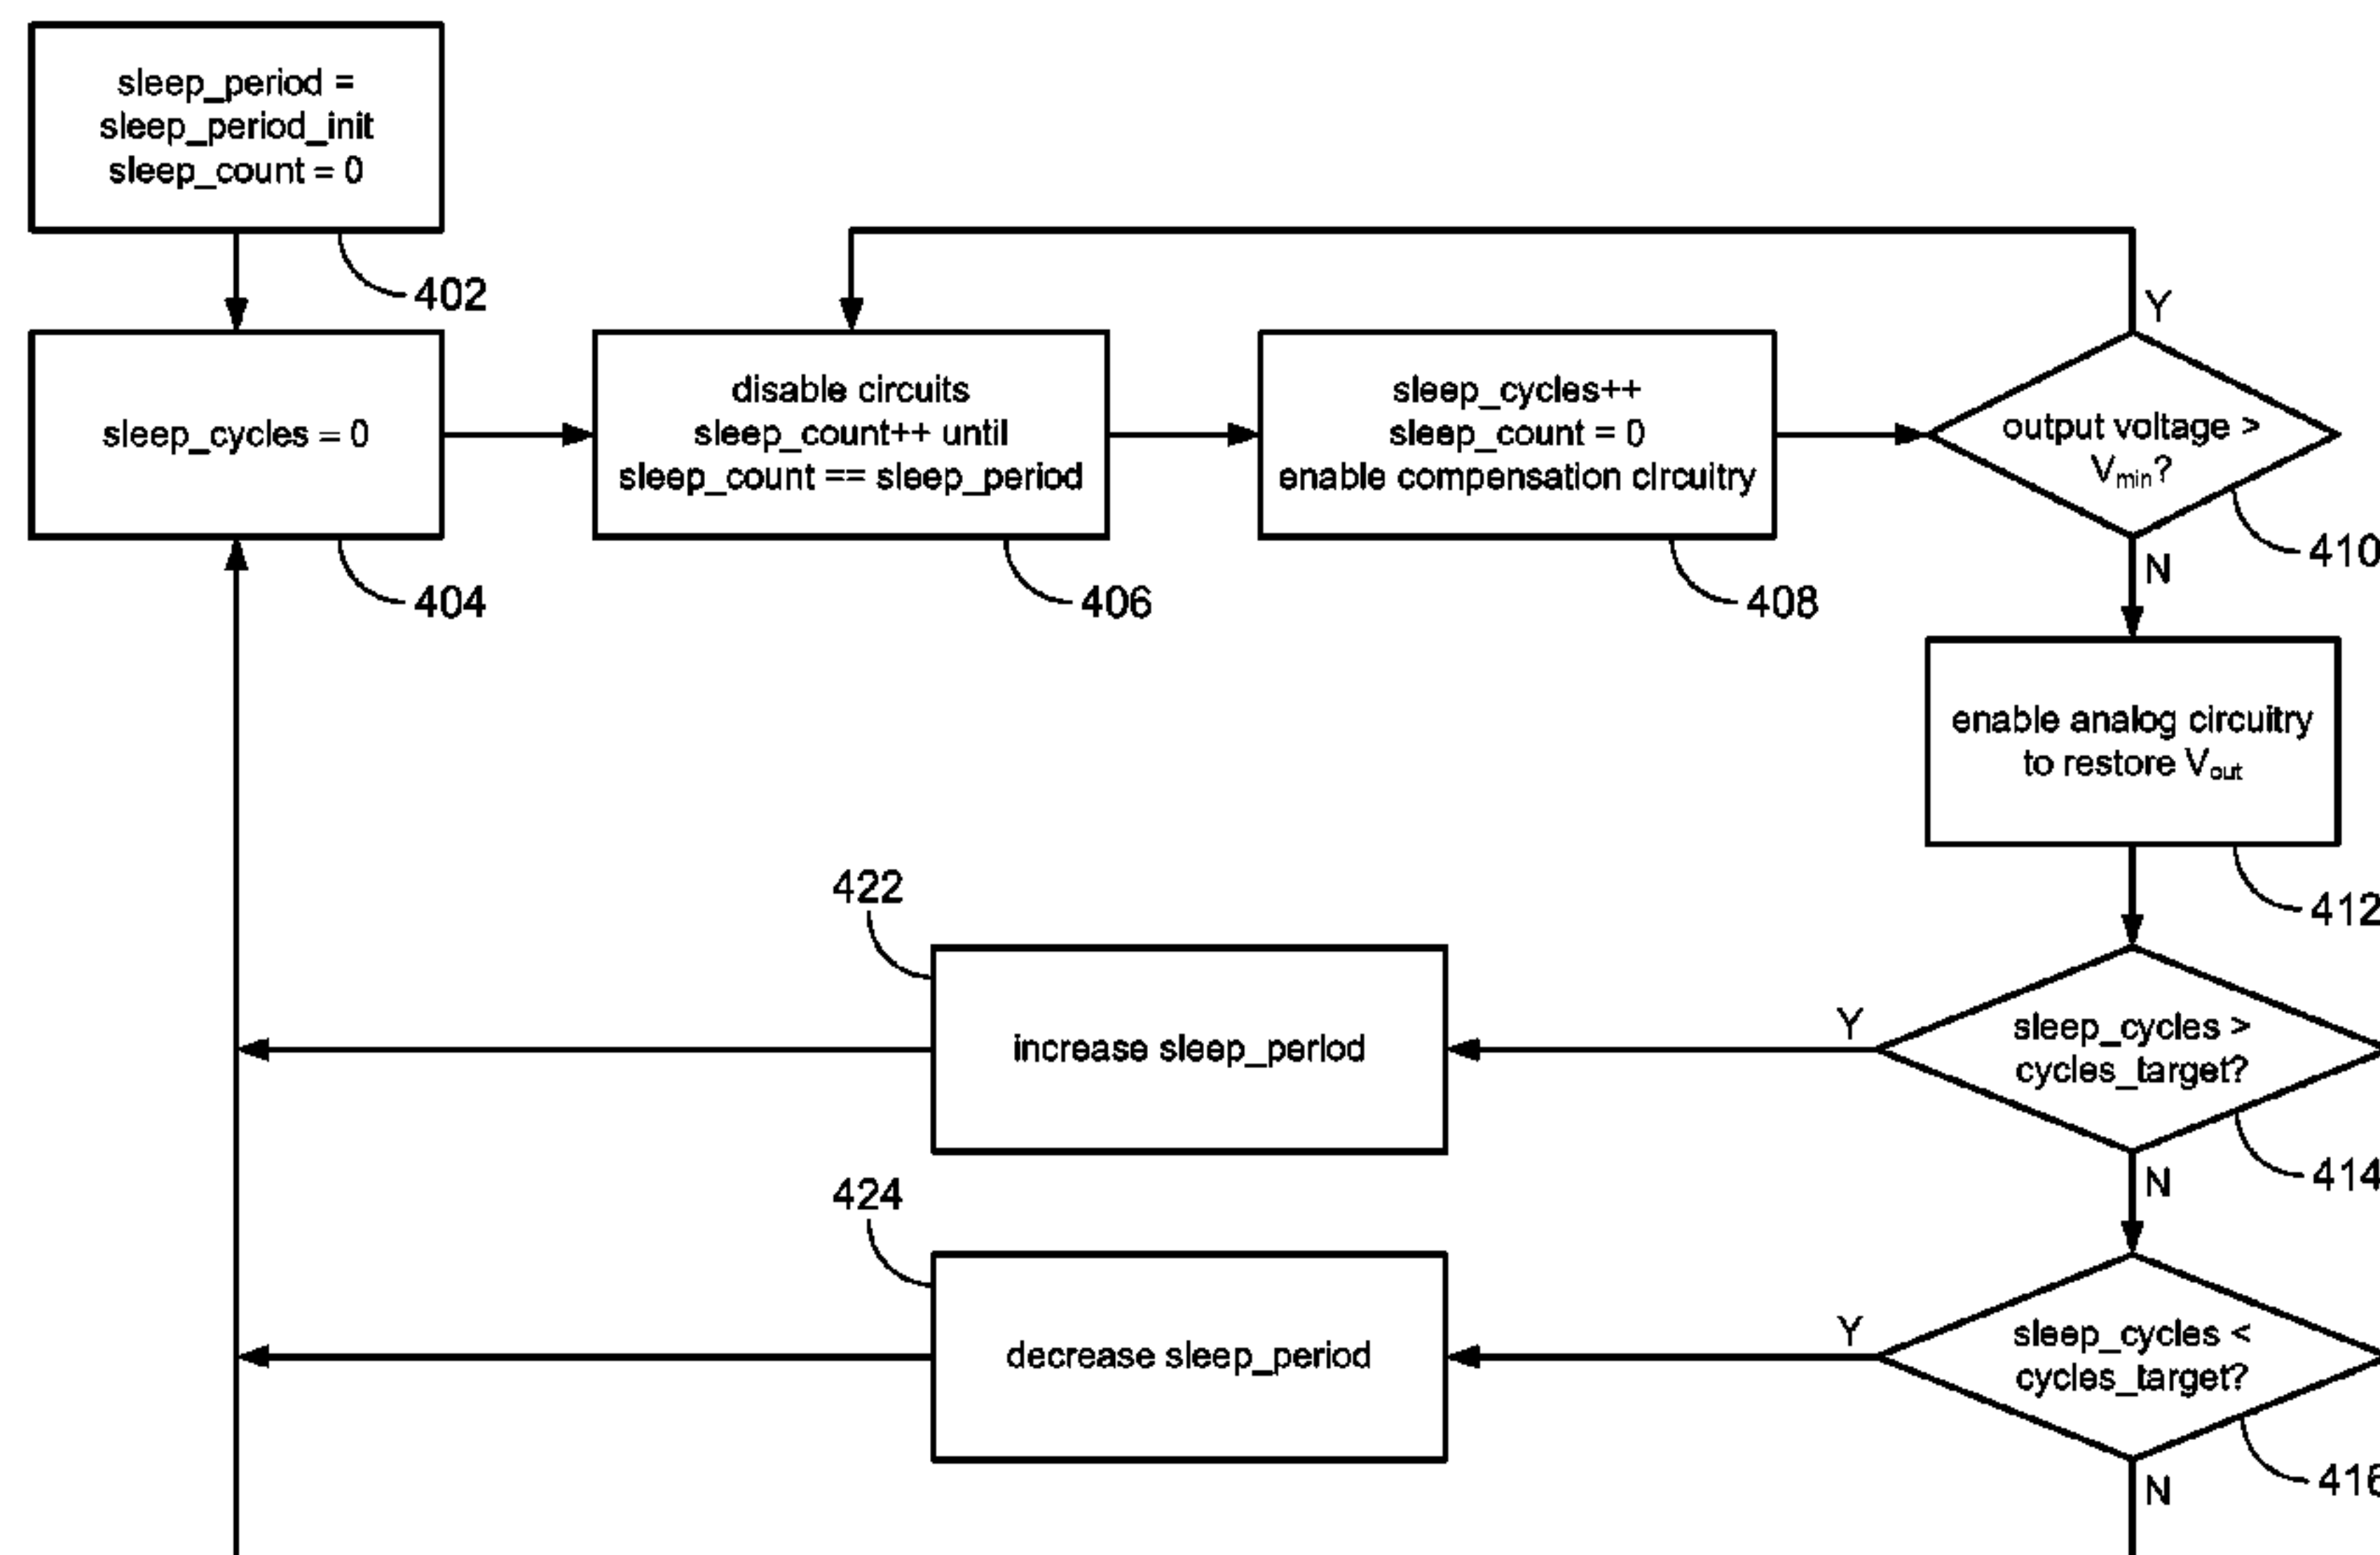 sleep_period =
sleep_period_init
sleep_count = 0
402
sleep_cycles = 0
404
disable circuits
sleep_count++ until
sleep_count == sleep_period
406
sleep_cycles++
sleep_count = 0
enable compensation circuitry
408
Y
output voltage >
Vmin?
410
N
enable analog circuitry
to restore Vout
412
422
increase sleep_period
Y
sleep_cycles >
cycles_target?
414
N
424
decrease sleep_period
Y
sleep_cycles <
cycles_target?
416
N